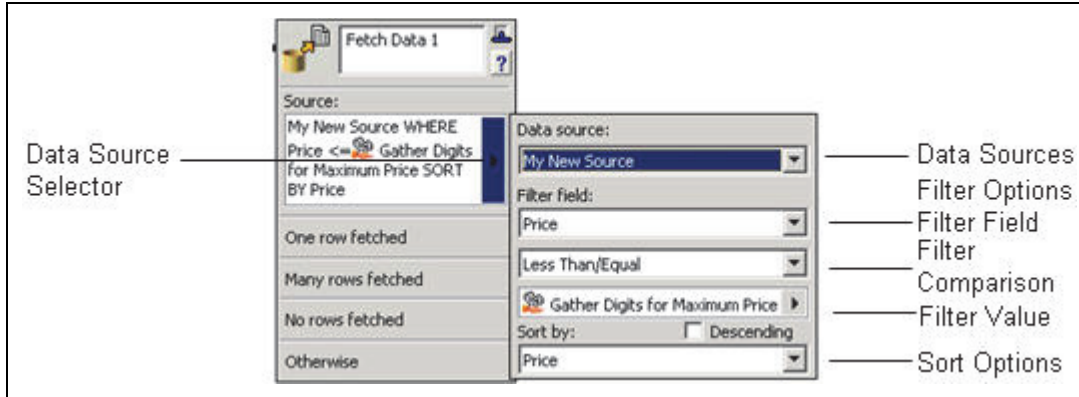 Fetch Data 1
?
Source:
My New Source WHERE
Price <= Gather Digits
for Maximum Price SORT
BY Price
One row fetched
Many rows fetched
No rows fetched
Otherwise
Data Source
Selector
Data source:
My New Source
Filter field:
Price
Less Than/Equal
Gather Digits for Maximum Price
Sort by:
Descending
Price
Data Sources
Filter Options
Filter Field
Filter
Comparison
Filter Value
Sort Options